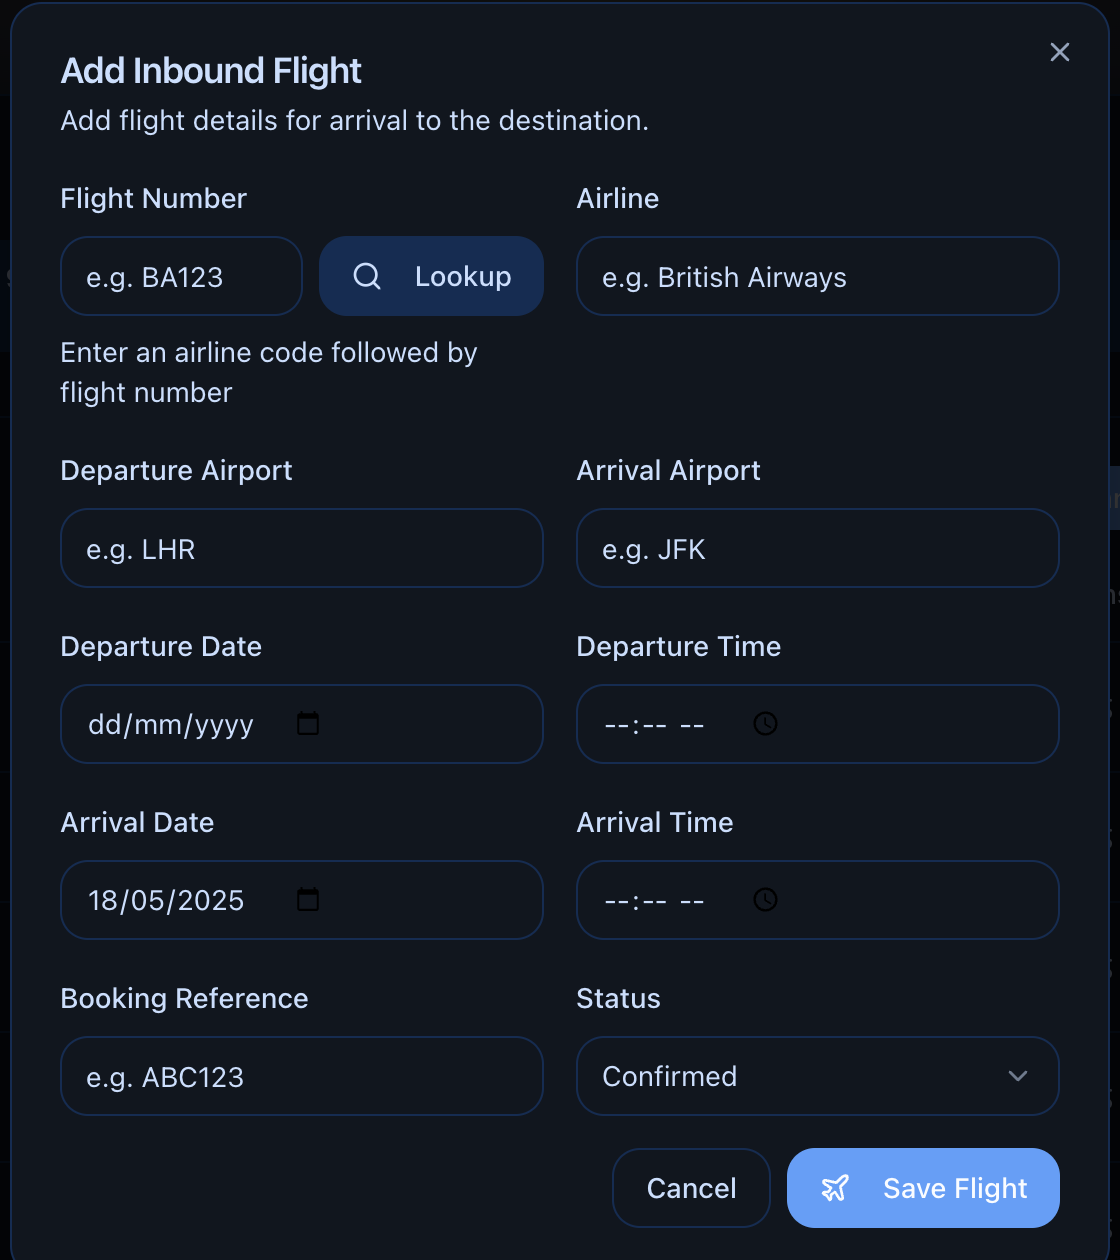 Add Inbound Flight
Add flight details for arrival to the destination.
Flight Number
Airline
e.g. BA123
Lookup
e.g. British Airways
Enter an airline code followed by
flight number
Departure Airport
Arrival Airport
e.g. LHR
e.g. JFK
Departure Date
Departure Time
dd/mm/yyyy
--:-- --
Arrival Date
Arrival Time
18/05/2025
--:-- --
Booking Reference
Status
e.g. ABC123
Confirmed
Cancel
Save Flight